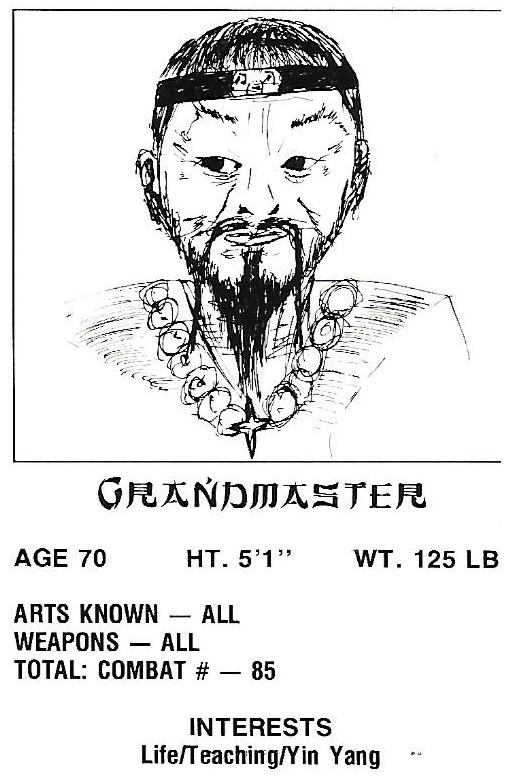 GRANDMASTER
AGE 70 HT. 5'1" WT. 125 LB
ARTS KNOWN — ALL
WEAPONS — ALL
TOTAL: COMBAT # — 85
INTERESTS
Life/Teaching/Yin Yang